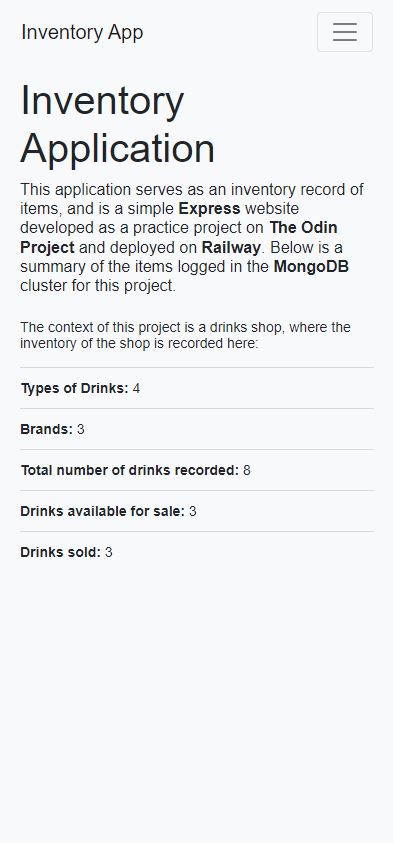 Inventory App
Inventory
Application
This application serves as an inventory record of
items, and is a simple Express website
developed as a practice project on The Odin
Project and deployed on Railway. Below is a
summary of the items logged in the MongoDB
cluster for this project.
The context of this project is a drinks shop, where the
inventory of the shop is recorded here:
Types of Drinks: 4
Brands: 3
Total number of drinks recorded: 8
Drinks available for sale: 3
Drinks sold: 3